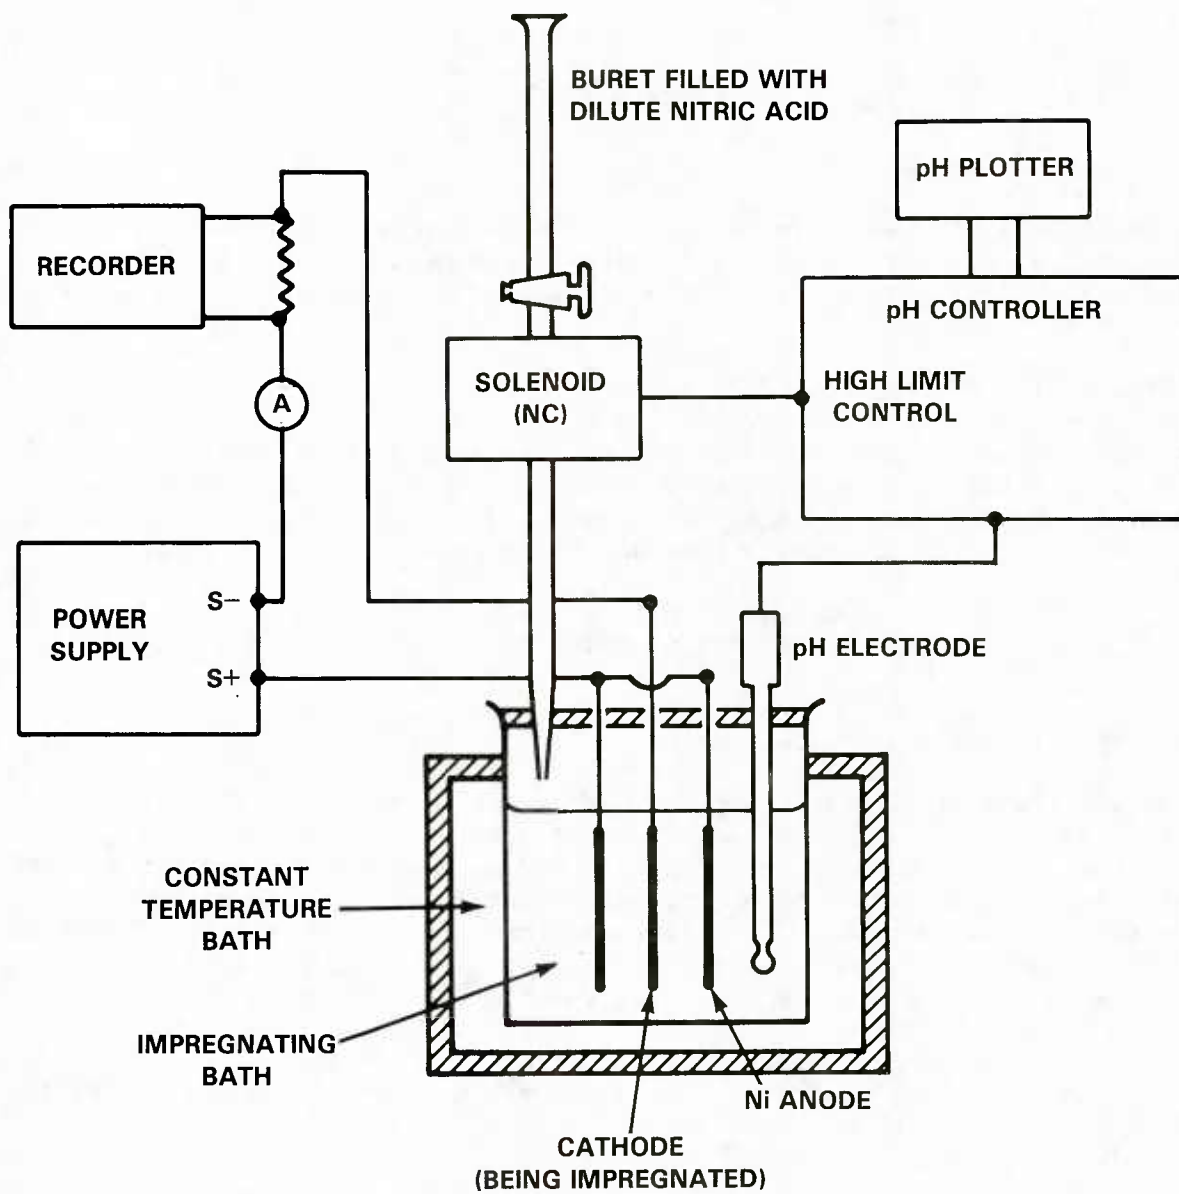 BURET FILLED WITH
DILUTE NITRIC ACID
pH PLOTTER
RECORDER
pH CONTROLLER
SOLENOID
(NC)
HIGH LIMIT
CONTROL
A
POWER
SUPPLY
S−
S+
pH ELECTRODE
CONSTANT
TEMPERATURE
BATH
IMPREGNATING
BATH
Ni ANODE
CATHODE
(BEING IMPREGNATED)